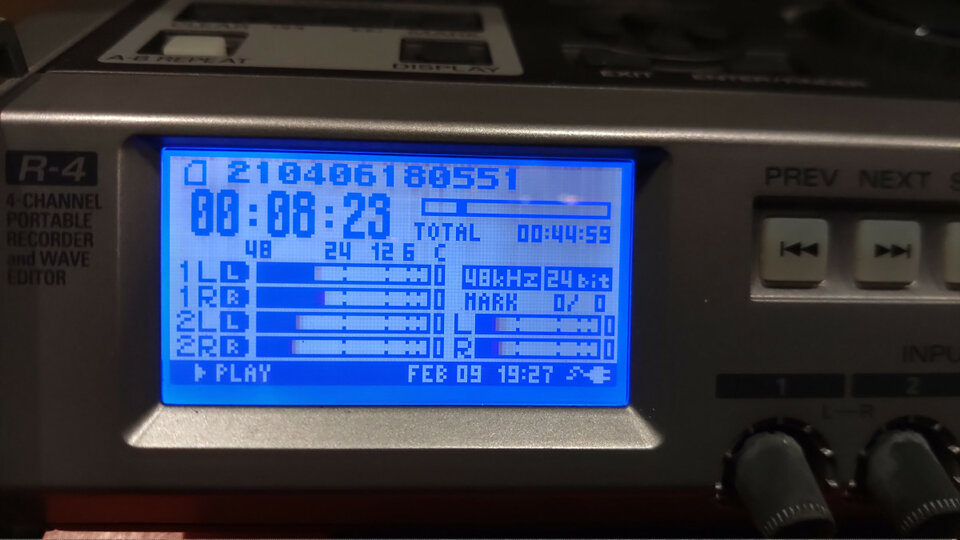 A-B REPEAT
DISPLAY
EXIT
R-4
4-CHANNEL
PORTABLE
RECORDER
and WAVE
EDITOR
210406180551
00:08:23
TOTAL 00:44:59
48 24 12 6 C
1L L 0
1R R 0
2L L 0
2R R 0
48kHz 24bit
MARK 0/ 0
L 0
R 0
PLAY FEB 09 19:27
PREV NEXT
INPU
1 2
L—R